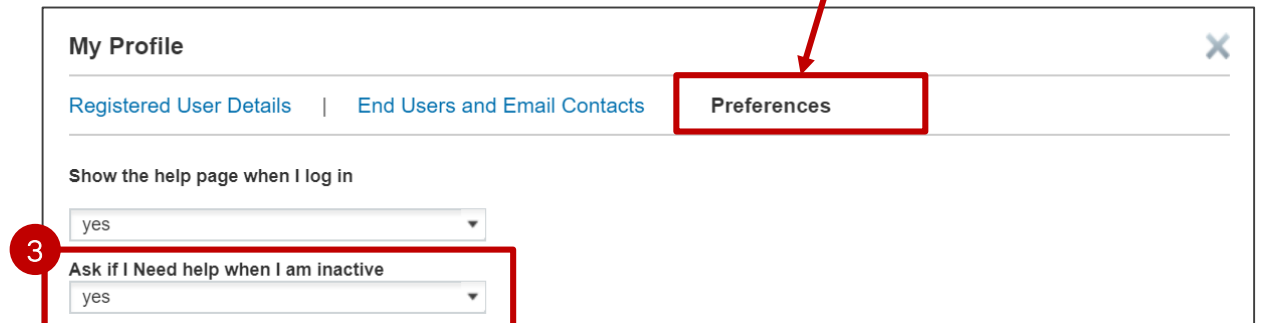 My Profile
Registered User Details | End Users and Email Contacts Preferences
Show the help page when I log in
yes
3
Ask if I Need help when I am inactive
yes